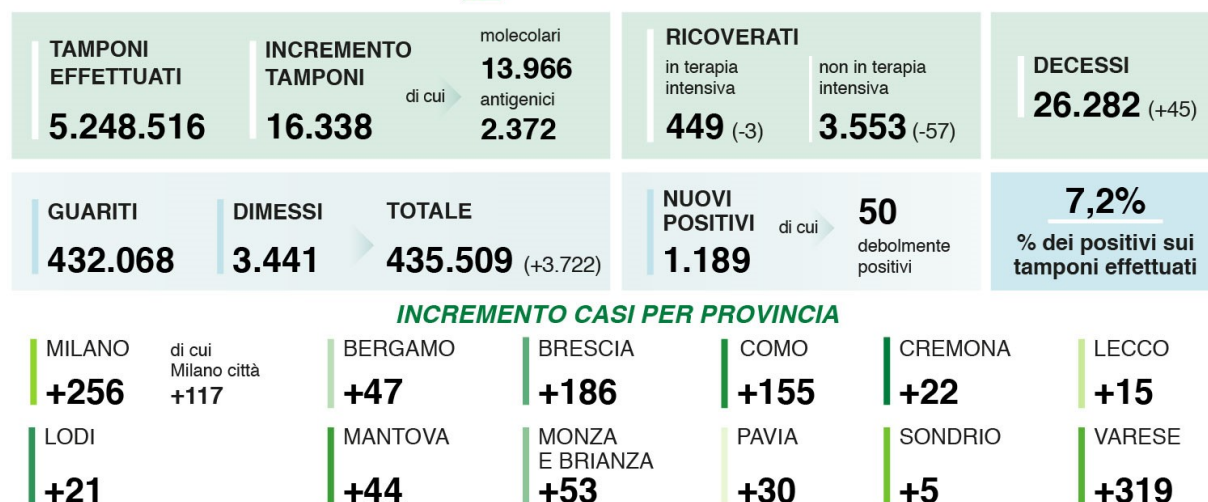 TAMPONI
EFFETTUATI
5.248.516
INCREMENTO
TAMPONI
16.338
di cui
molecolari
13.966
antigenici
2.372
RICOVERATI
in terapia
intensiva
449 (-3)
non in terapia
intensiva
3.553 (-57)
DECESSI
26.282 (+45)
GUARITI
432.068
DIMESSI
3.441
TOTALE
435.509 (+3.722)
NUOVI
POSITIVI
1.189
di cui
50
debolmente
positivi
7,2%
% dei positivi sui
tamponi effettuati
INCREMENTO CASI PER PROVINCIA
MILANO
+256
di cui
Milano città
+117
BERGAMO
+47
BRESCIA
+186
COMO
+155
CREMONA
+22
LECCO
+15
LODI
+21
MANTOVA
+44
MONZA
E BRIANZA
+53
PAVIA
+30
SONDRIO
+5
VARESE
+319